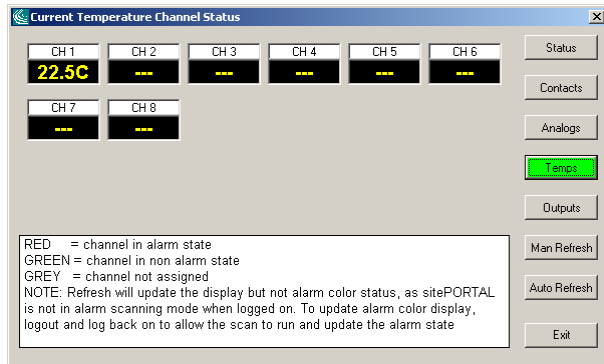 Current Temperature Channel Status
CH 1 CH 2 CH 3 CH 4 CH 5 CH 6
22.5C --- --- --- --- ---
CH 7 CH 8
--- ---
Status
Contacts
Analogs
Temps
Outputs
Man Refresh
Auto Refresh
Exit
RED = channel in alarm state
GREEN = channel in non alarm state
GREY = channel not assigned
NOTE: Refresh will update the display but not alarm color status, as sitePORTAL
is not in alarm scanning mode when logged on. To update alarm color display,
logout and log back on to allow the scan to run and update the alarm state